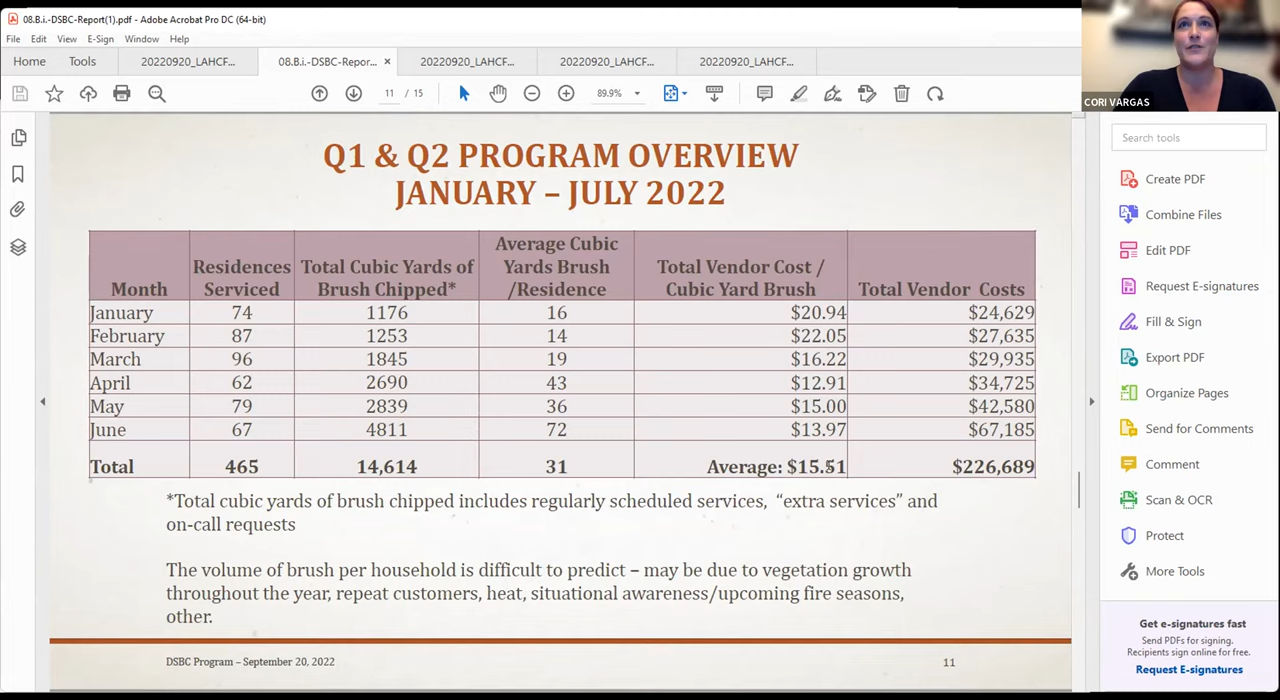 08.B.i.-DSBC-Report(1).pdf - Adobe Acrobat Pro DC (64-bit)
File Edit View E-Sign Window Help
Home Tools 20220920_LAHCF... 08.B.i.-DSBC-Repor... × 20220920_LAHCF... 20220920_LAHCF... 20220920_LAHCF...
11 / 15 89.9%
CORI VARGAS
Search tools
Create PDF
Combine Files
Edit PDF
Request E-signatures
Fill & Sign
Export PDF
Organize Pages
Send for Comments
Comment
Scan & OCR
Protect
More Tools
Get e-signatures fast
Send PDFs for signing.
Recipients sign online for free.
Request E-signatures
Q1 & Q2 PROGRAM OVERVIEW
JANUARY – JULY 2022
Month Residences Serviced Total Cubic Yards of Brush Chipped* Average Cubic Yards Brush /Residence Total Vendor Cost / Cubic Yard Brush Total Vendor Costs
January 74 1176 16 $20.94 $24,629
February 87 1253 14 $22.05 $27,635
March 96 1845 19 $16.22 $29,935
April 62 2690 43 $12.91 $34,725
May 79 2839 36 $15.00 $42,580
June 67 4811 72 $13.97 $67,185
Total 465 14,614 31 Average: $15.51 $226,689
*Total cubic yards of brush chipped includes regularly scheduled services, “extra services” and
on-call requests
The volume of brush per household is difficult to predict – may be due to vegetation growth
throughout the year, repeat customers, heat, situational awareness/upcoming fire seasons,
other.
DSBC Program – September 20, 2022 11